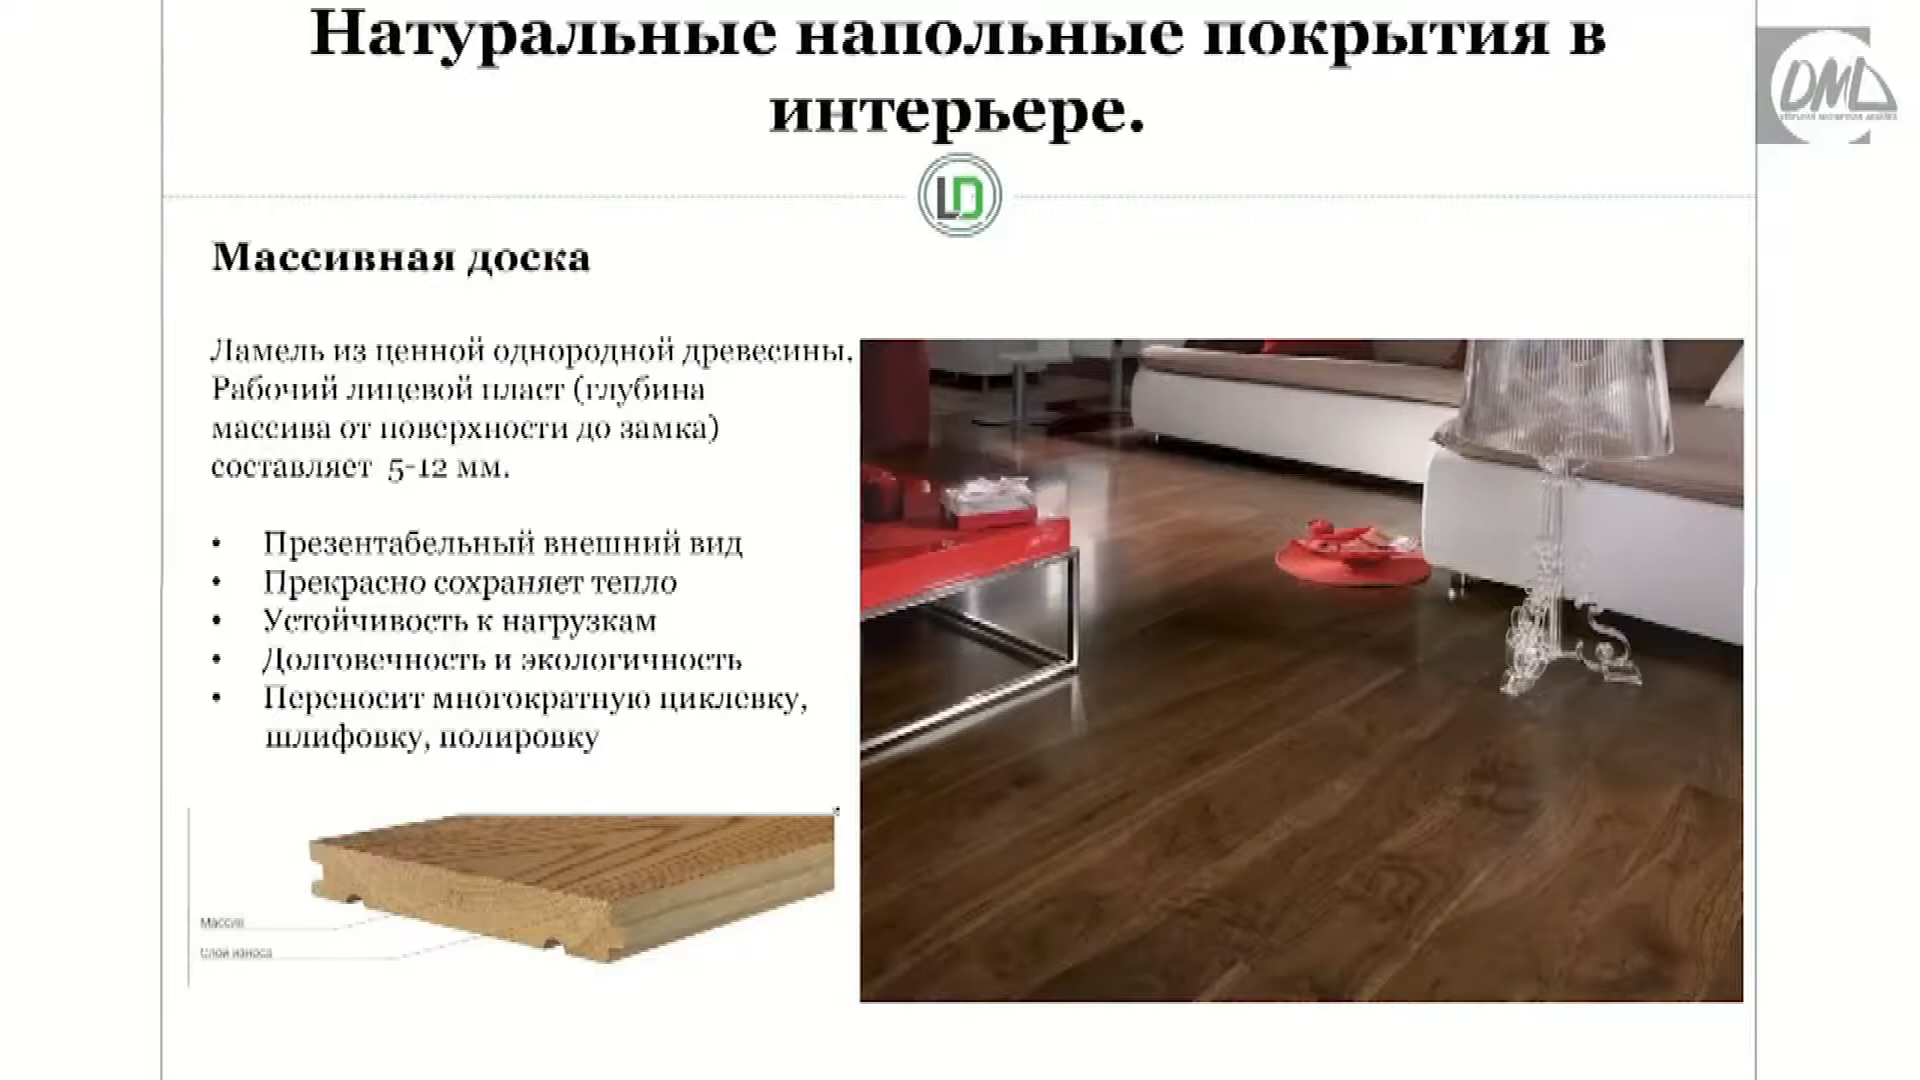 Натуральные напольные покрытия в
интерьере.
DMD
LD
Массивная доска
Ламель из ценной однородной древесины.
Рабочий лицевой пласт (глубина
массива от поверхности до замка)
составляет 5-12 мм.
• Презентабельный внешний вид
• Прекрасно сохраняет тепло
• Устойчивость к нагрузкам
• Долговечность и экологичность
• Переносит многократную циклевку,
шлифовку, полировку
Массив
Слой износа